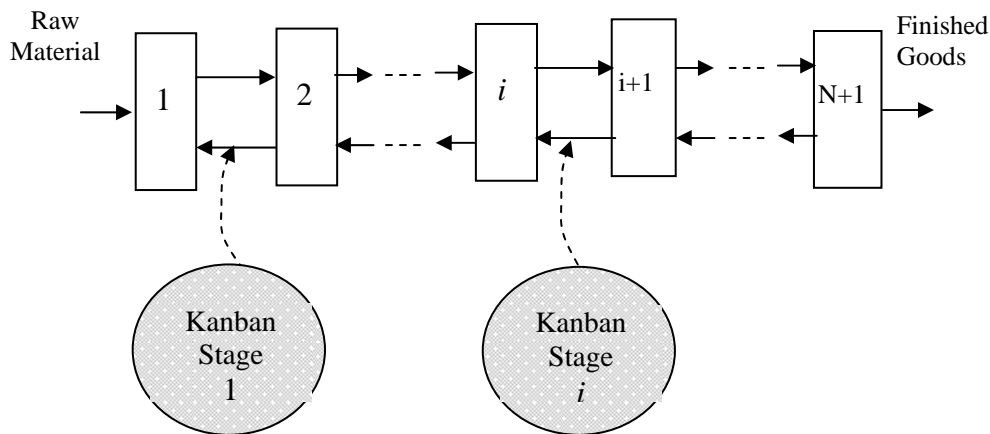 Raw
Material
Finished
Goods
1
2
i
i+1
N+1
Kanban
Stage
1
Kanban
Stage
i